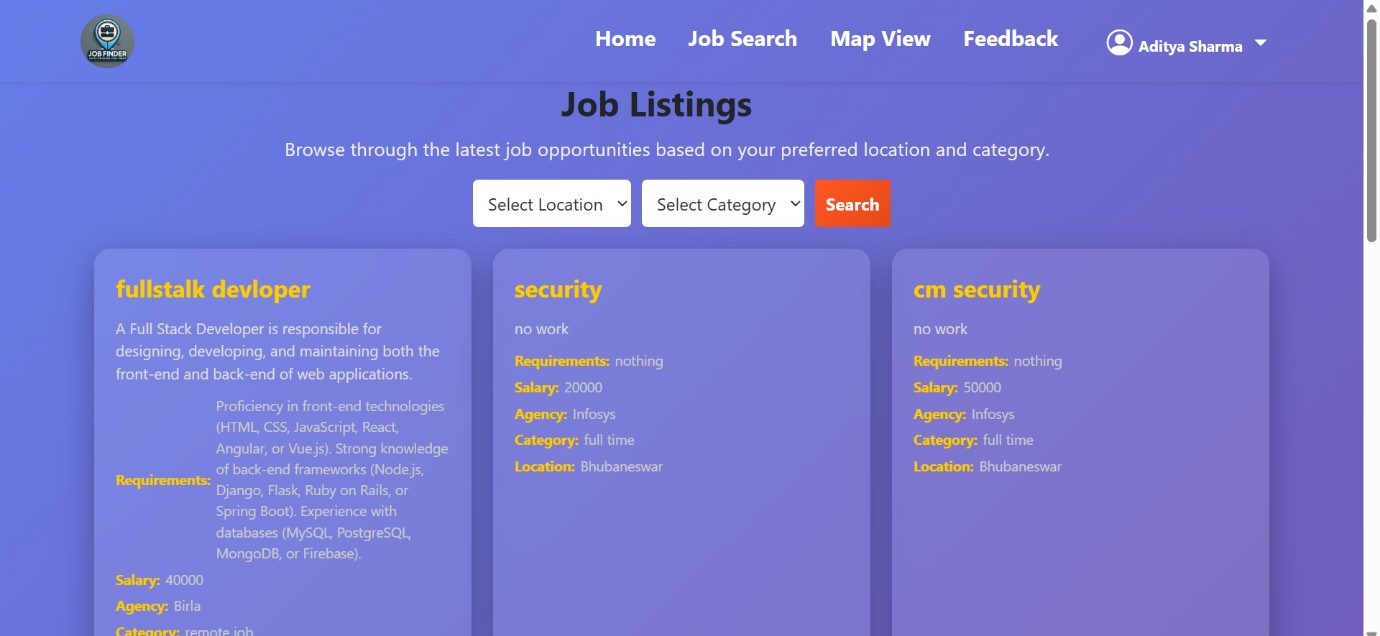 JOB FINDER
Home Job Search Map View Feedback Aditya Sharma
Job Listings
Browse through the latest job opportunities based on your preferred location and category.
Select Location Select Category Search
fullstalk devloper
A Full Stack Developer is responsible for
designing, developing, and maintaining both the
front-end and back-end of web applications.
Requirements:
Proficiency in front-end technologies
(HTML, CSS, JavaScript, React,
Angular, or Vue.js). Strong knowledge
of back-end frameworks (Node.js,
Django, Flask, Ruby on Rails, or
Spring Boot). Experience with
databases (MySQL, PostgreSQL,
MongoDB, or Firebase).
Salary: 40000
Agency: Birla
Category: remote job
security
no work
Requirements: nothing
Salary: 20000
Agency: Infosys
Category: full time
Location: Bhubaneswar
cm security
no work
Requirements: nothing
Salary: 50000
Agency: Infosys
Category: full time
Location: Bhubaneswar